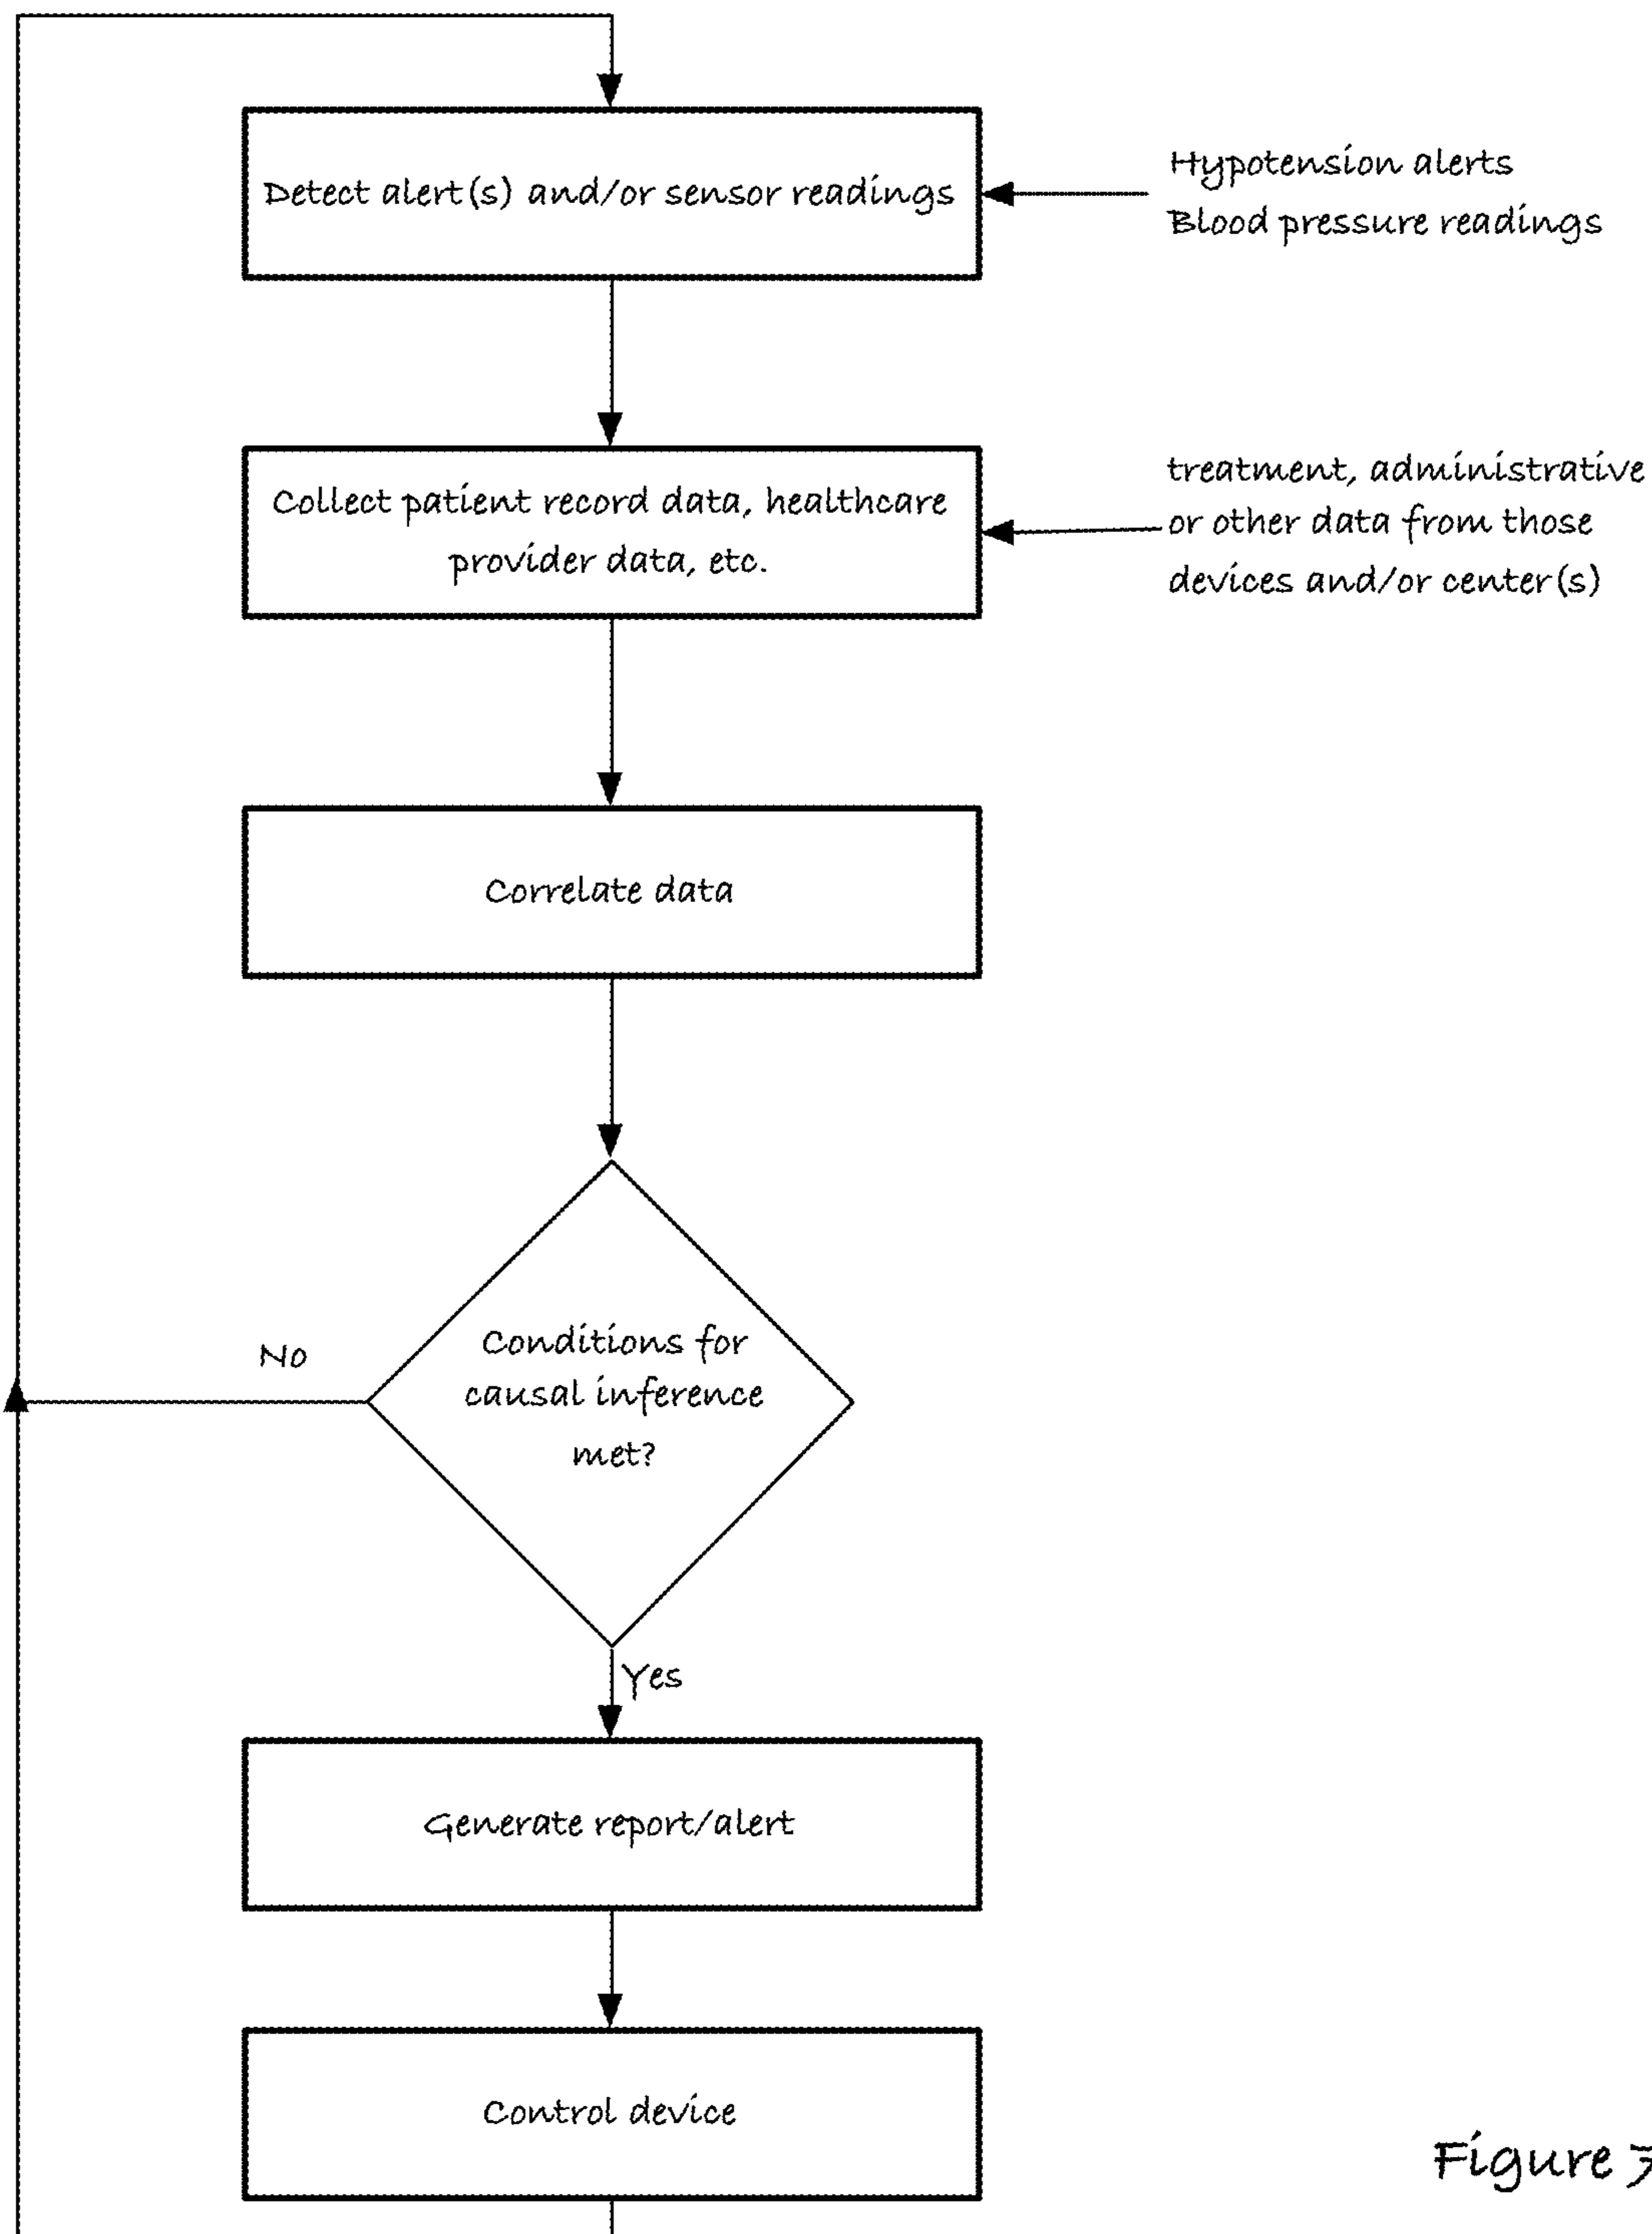 Detect alert(s) and/or sensor readings
Hypotension alerts
Blood pressure readings
Collect patient record data, healthcare
provider data, etc.
treatment, administrative
or other data from those
devices and/or center(s)
Correlate data
Conditions for
causal inference
met?
No
Yes
Generate report/alert
Control device
Figure 7